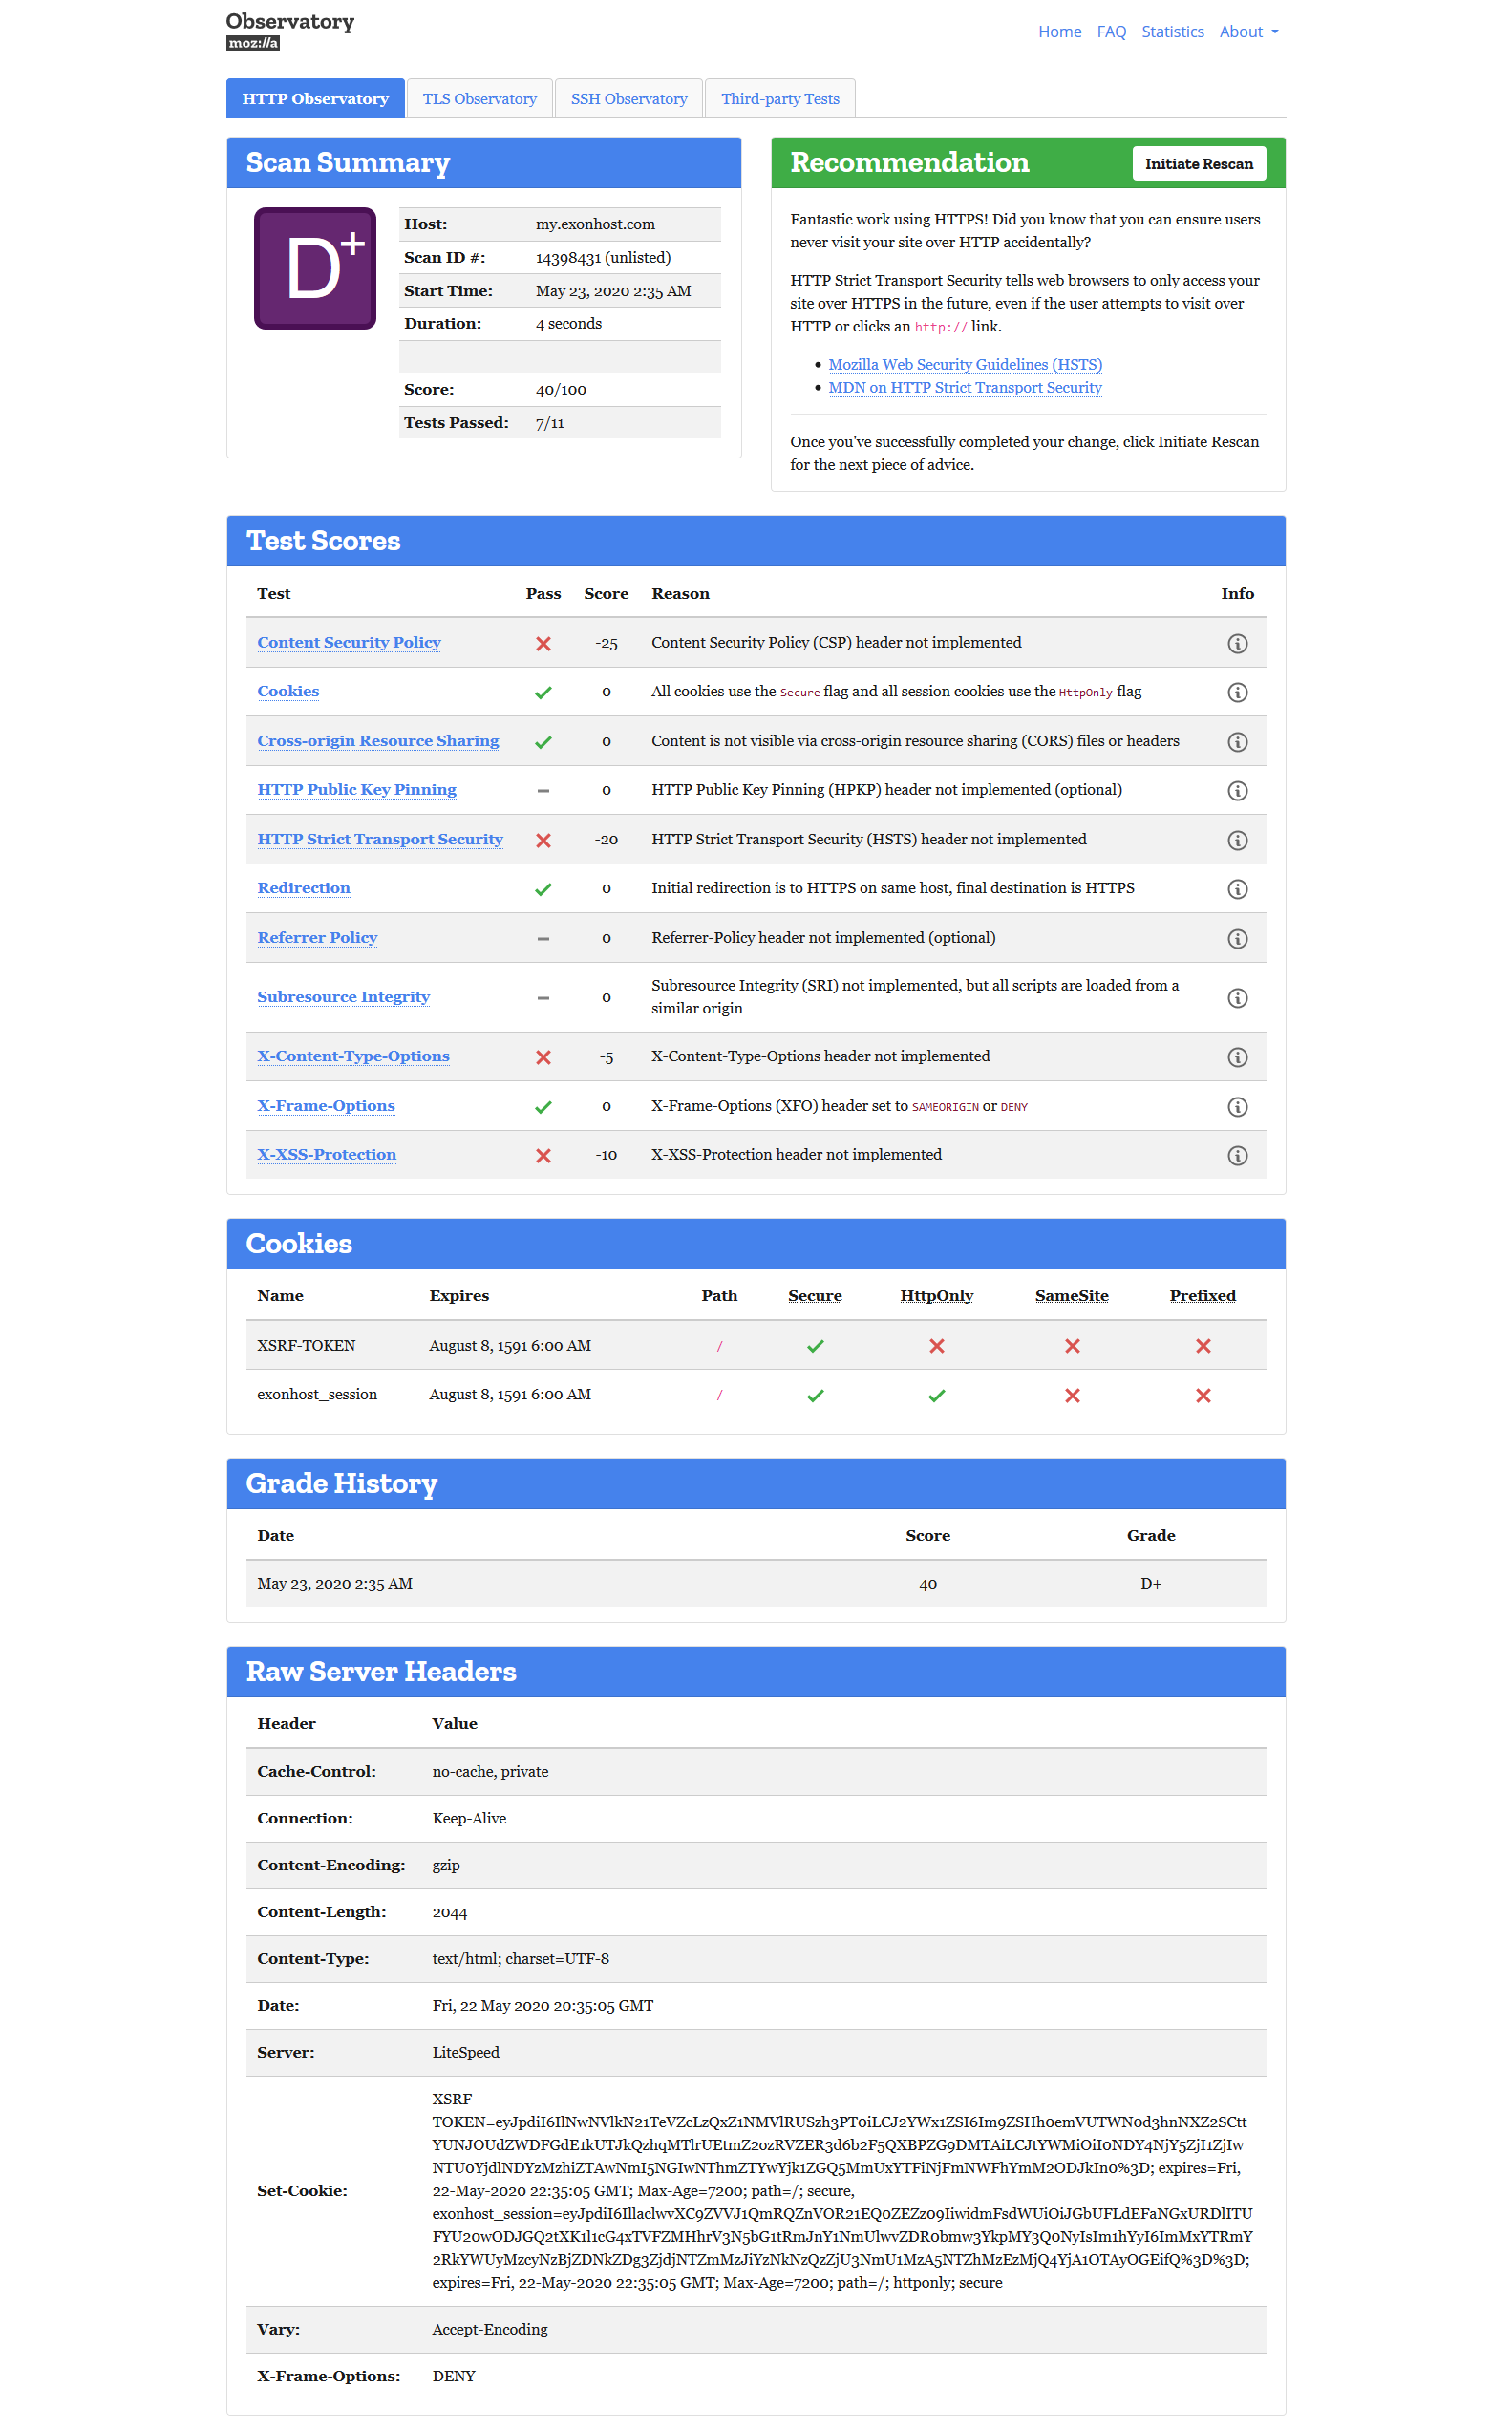 Observatory
moz://a
Home FAQ Statistics About
HTTP Observatory TLS Observatory SSH Observatory Third-party Tests
Scan Summary
D+
Host: my.exonhost.com
Scan ID #: 14398431 (unlisted)
Start Time: May 23, 2020 2:35 AM
Duration: 4 seconds
Score: 40/100
Tests Passed: 7/11
Recommendation Initiate Rescan
Fantastic work using HTTPS! Did you know that you can ensure users
never visit your site over HTTP accidentally?
HTTP Strict Transport Security tells web browsers to only access your
site over HTTPS in the future, even if the user attempts to visit over
HTTP or clicks an http:// link.
• Mozilla Web Security Guidelines (HSTS)
• MDN on HTTP Strict Transport Security
Once you've successfully completed your change, click Initiate Rescan
for the next piece of advice.
Test Scores
Test Pass Score Reason Info
Content Security Policy -25 Content Security Policy (CSP) header not implemented
Cookies 0 All cookies use the Secure flag and all session cookies use the HttpOnly flag
Cross-origin Resource Sharing 0 Content is not visible via cross-origin resource sharing (CORS) files or headers
HTTP Public Key Pinning – 0 HTTP Public Key Pinning (HPKP) header not implemented (optional)
HTTP Strict Transport Security -20 HTTP Strict Transport Security (HSTS) header not implemented
Redirection 0 Initial redirection is to HTTPS on same host, final destination is HTTPS
Referrer Policy – 0 Referrer-Policy header not implemented (optional)
Subresource Integrity – 0 Subresource Integrity (SRI) not implemented, but all scripts are loaded from a
similar origin
X-Content-Type-Options -5 X-Content-Type-Options header not implemented
X-Frame-Options 0 X-Frame-Options (XFO) header set to SAMEORIGIN or DENY
X-XSS-Protection -10 X-XSS-Protection header not implemented
Cookies
Name Expires Path Secure HttpOnly SameSite Prefixed
XSRF-TOKEN August 8, 1591 6:00 AM /
exonhost_session August 8, 1591 6:00 AM /
Grade History
Date Score Grade
May 23, 2020 2:35 AM 40 D+
Raw Server Headers
Header Value
Cache-Control: no-cache, private
Connection: Keep-Alive
Content-Encoding: gzip
Content-Length: 2044
Content-Type: text/html; charset=UTF-8
Date: Fri, 22 May 2020 20:35:05 GMT
Server: LiteSpeed
Set-Cookie: XSRF-
TOKEN=eyJpdiI6IlNwNVlkN21TeVZcLzQxZ1NMVlRUSzh3PT0iLCJ2YWx1ZSI6Im9ZSHh0emVUTWN0d3hnNXZ2SCtt
YUNJOUdZWDFGdE1kUTJkQzhqMTlrUEtmZ2ozRVZER3d6b2F5QXBPZG9DMTAiLCJtYWMiOiI0NDY4NjY5ZjI1ZjIw
NTU0YjdlNDYzMzhiZTAwNmI5NGIwNThmZTYwYjk1ZGQ5MmUxYTFiNjFmNWFhYmM2ODJkIn0%3D; expires=Fri,
22-May-2020 22:35:05 GMT; Max-Age=7200; path=/; secure,
exonhost_session=eyJpdiI6IllaclwvXC9ZVVJ1QmRQZnVOR21EQ0ZEZz09IiwidmFsdWUiOiJGbUFLdEFaNGxURDlITU
FYU20wODJGQ2tXK1l1cG4xTVFZMHhrV3N5bG1tRmJnY1NmUlwvZDR0bmw3YkpMY3Q0NyIsIm1hYyI6ImMxYTRmY
2RkYWUyMzcyNzBjZDNkZDg3ZjdjNTZmMzJiYzNkNzQzZjU3NmU1MzA5NTZhMzEzMjQ4YjA1OTAyOGEifQ%3D%3D;
expires=Fri, 22-May-2020 22:35:05 GMT; Max-Age=7200; path=/; httponly; secure
Vary: Accept-Encoding
X-Frame-Options: DENY